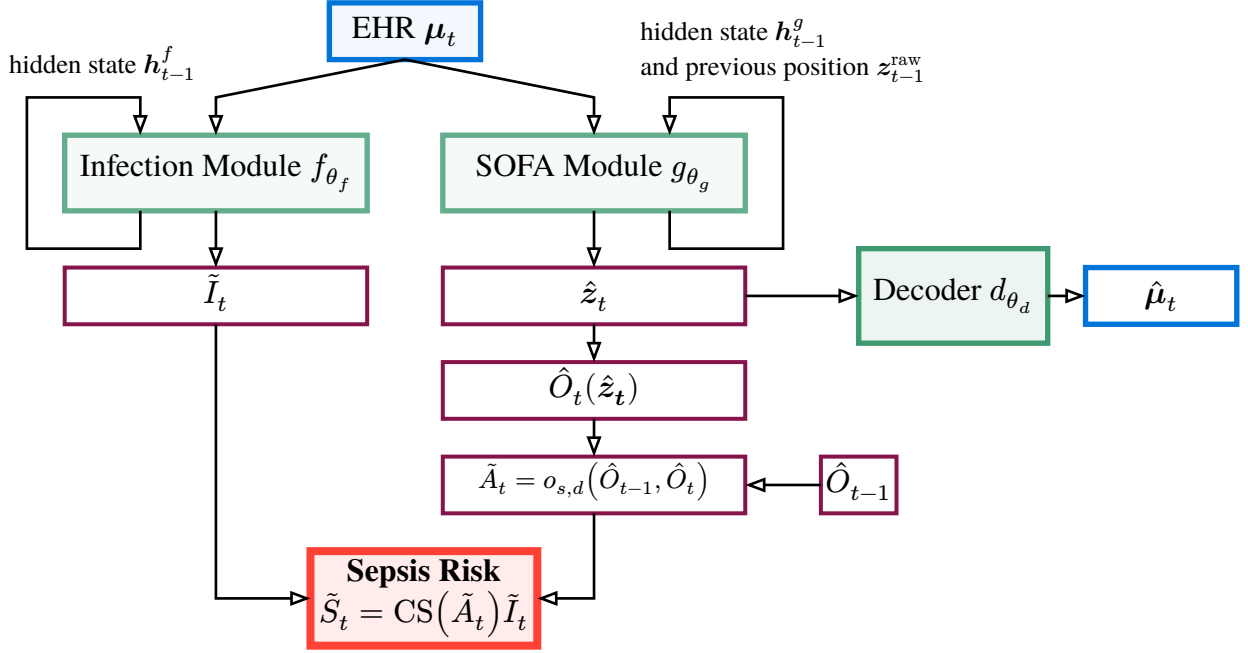 EHR μ_t
hidden state h^f_{t−1}
hidden state h^g_{t−1}
and previous position z^{raw}_{t−1}
Infection Module f_{θ_f}
SOFA Module g_{θ_g}
Ĩ_t
ẑ_t
Decoder d_{θ_d}
μ̂_t
Ô_t(ẑ_t)
Ã_t = o_{s,d}(Ô_{t−1}, Ô_t)
Ô_{t−1}
Sepsis Risk
S̃_t = CS(Ã_t)Ĩ_t